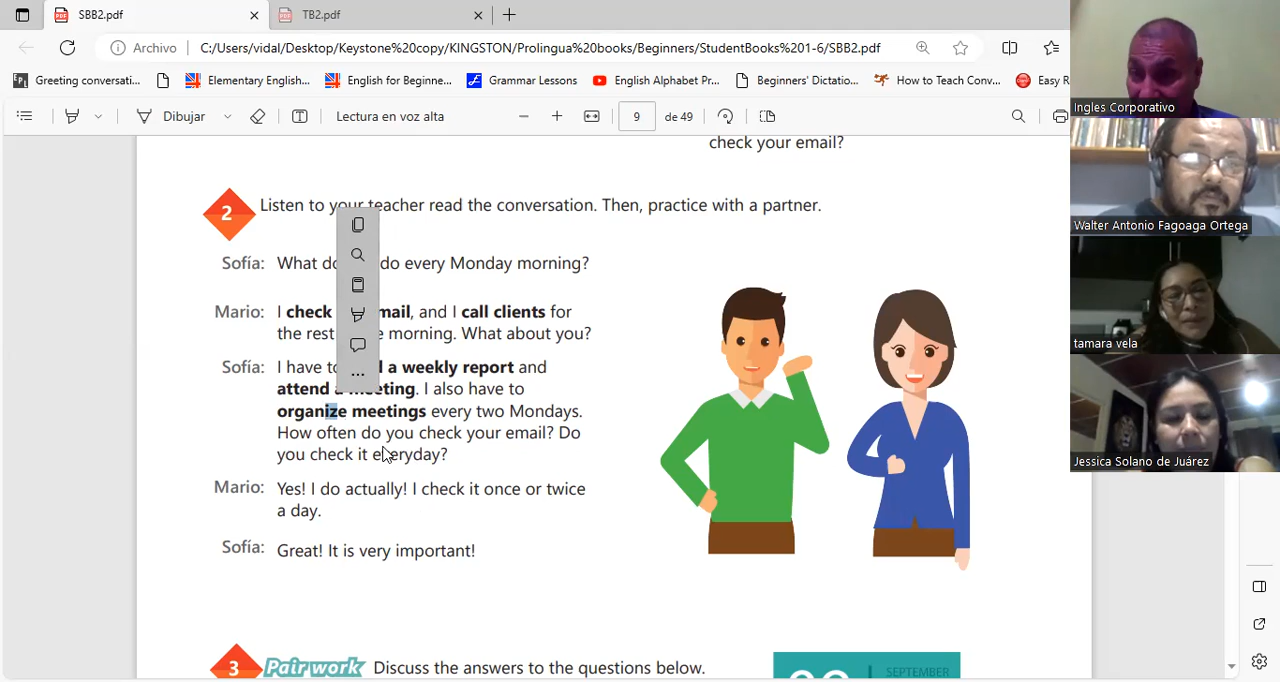 SBB2.pdf
TB2.pdf
Archivo
C:/Users/vidal/Desktop/Keystone%20copy/KINGSTON/Prolingua%20books/Beginners/StudentBooks%201-6/SBB2.pdf
Greeting conversati...
Elementary English...
English for Beginne...
Grammar Lessons
English Alphabet Pr...
Beginners' Dictatio...
How to Teach Conv...
Easy R
Dibujar
Lectura en voz alta
9
de 49
check your email?
2
Listen to your teacher read the conversation. Then, practice with a partner.
Sofía: What do do every Monday morning?
Mario: I check mail, and I call clients for
the rest morning. What about you?
Sofía: I have to a weekly report and
attend a meeting. I also have to
organize meetings every two Mondays.
How often do you check your email? Do
you check it everyday?
Mario: Yes! I do actually! I check it once or twice
a day.
Sofía: Great! It is very important!
3
Pair work
Discuss the answers to the questions below.
SEPTEMBER
Ingles Corporativo
Walter Antonio Fagoaga Ortega
tamara vela
Jessica Solano de Juárez